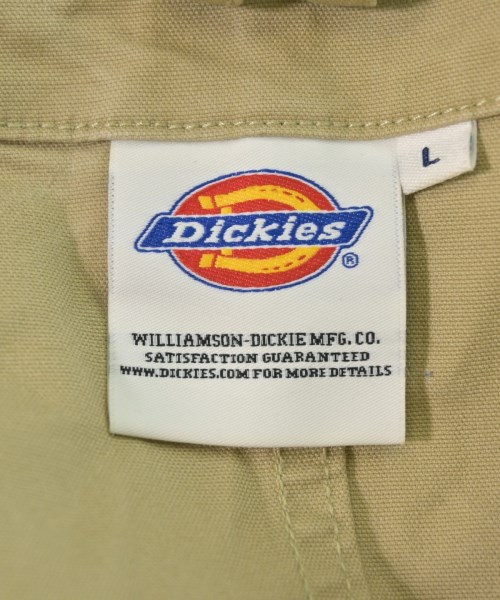 L
Dickies
®
WILLIAMSON-DICKIE MFG. CO.
SATISFACTION GUARANTEED
WWW.DICKIES.COM FOR MORE DETAILS